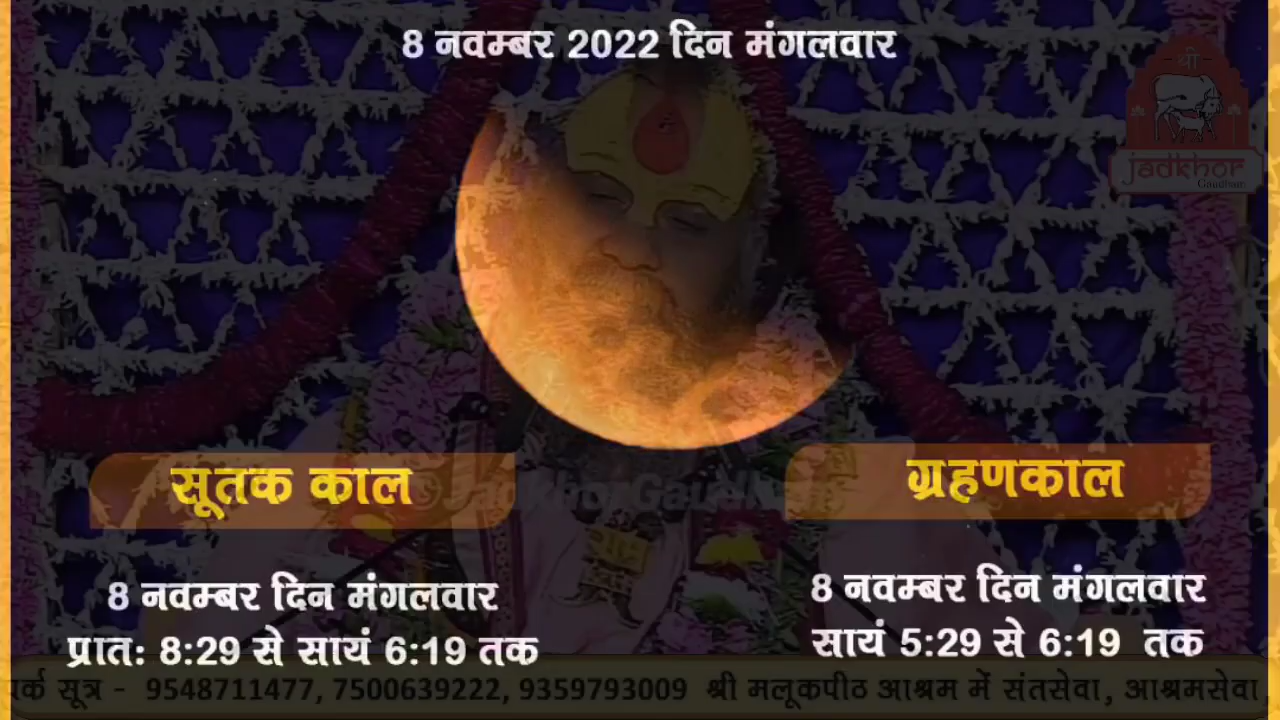 8 नवम्बर 2022 दिन मंगलवार
श्री
jadkhor
Gaudham
सूतक काल
ग्रहणकाल
8 नवम्बर दिन मंगलवार
प्रातः 8:29 से सायं 6:19 तक
8 नवम्बर दिन मंगलवार
सायं 5:29 से 6:19 तक
र्क सूत्र - 9548711477, 7500639222, 9359793009 श्री मलूकपीठ आश्रम में संतसेवा, आश्रमसेवा,